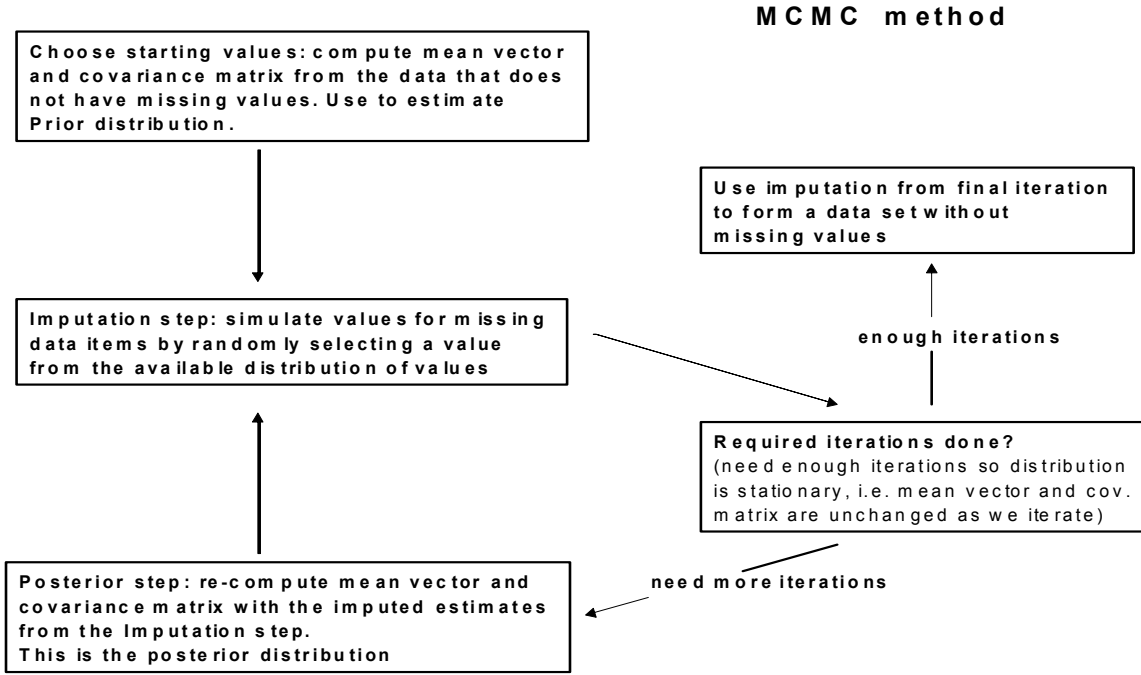 MCMC method
Choose starting values: compute mean vector
and covariance matrix from the data that does
not have missing values. Use to estimate
Prior distribution.
Use imputation from final iteration
to form a data set without
missing values
Imputation step: simulate values for missing
data items by randomly selecting a value
from the available distribution of values
enough iterations
Required iterations done?
(need enough iterations so distribution
is stationary, i.e. mean vector and cov.
matrix are unchanged as we iterate)
need more iterations
Posterior step: re-compute mean vector and
covariance matrix with the imputed estimates
from the Imputation step.
This is the posterior distribution